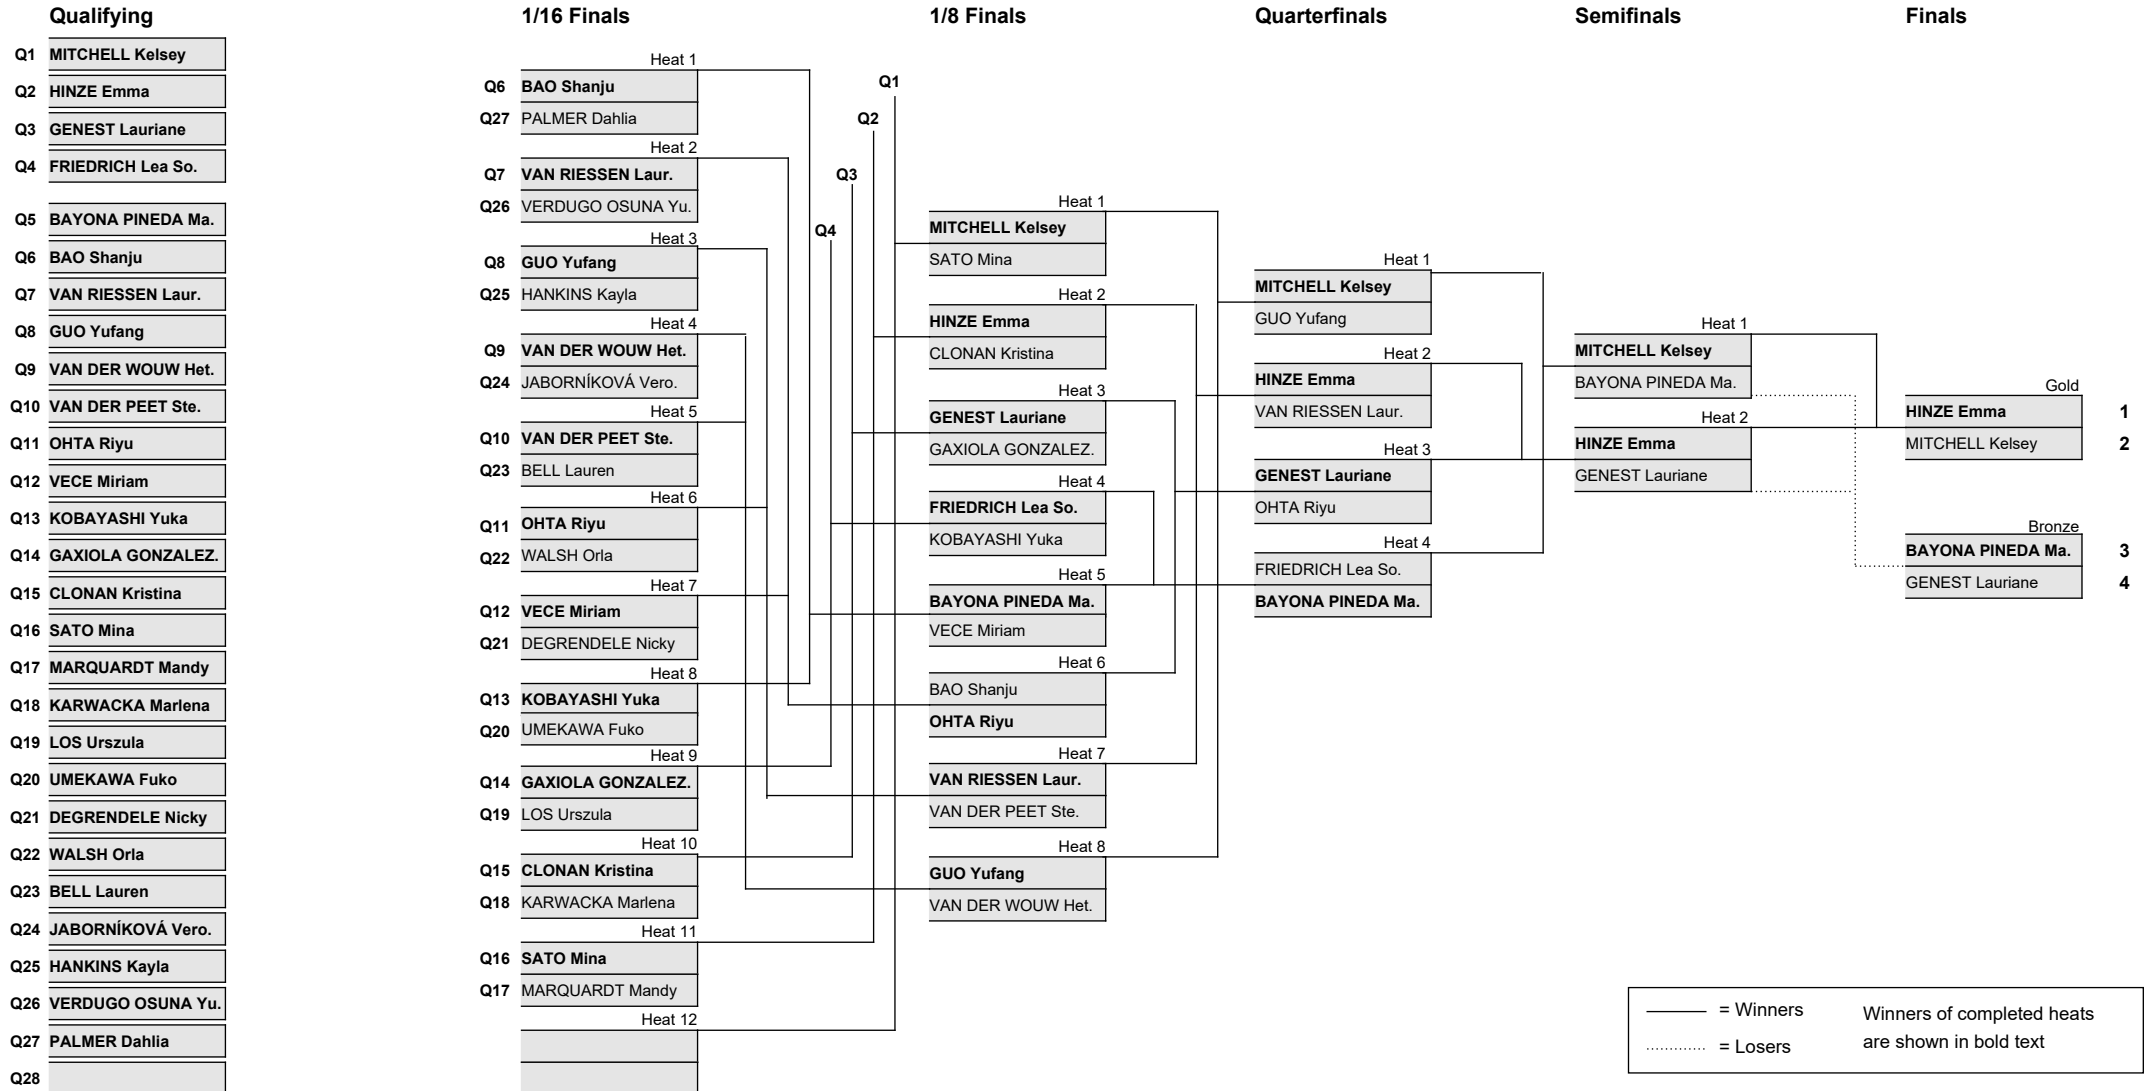 Qualifying
1/16 Finals
1/8 Finals
Quarterfinals
Semifinals
Finals
Q1 MITCHELL Kelsey
Q2 HINZE Emma
Q3 GENEST Lauriane
Q4 FRIEDRICH Lea So.
Q5 BAYONA PINEDA Ma.
Q6 BAO Shanju
Q7 VAN RIESSEN Laur.
Q8 GUO Yufang
Q9 VAN DER WOUW Het.
Q10 VAN DER PEET Ste.
Q11 OHTA Riyu
Q12 VECE Miriam
Q13 KOBAYASHI Yuka
Q14 GAXIOLA GONZALEZ.
Q15 CLONAN Kristina
Q16 SATO Mina
Q17 MARQUARDT Mandy
Q18 KARWACKA Marlena
Q19 LOS Urszula
Q20 UMEKAWA Fuko
Q21 DEGRENDELE Nicky
Q22 WALSH Orla
Q23 BELL Lauren
Q24 JABORNÍKOVÁ Vero.
Q25 HANKINS Kayla
Q26 VERDUGO OSUNA Yu.
Q27 PALMER Dahlia
Q28
Heat 1
Q6 BAO Shanju
Q27 PALMER Dahlia
Heat 2
Q7 VAN RIESSEN Laur.
Q26 VERDUGO OSUNA Yu.
Heat 3
Q8 GUO Yufang
Q25 HANKINS Kayla
Heat 4
Q9 VAN DER WOUW Het.
Q24 JABORNÍKOVÁ Vero.
Heat 5
Q10 VAN DER PEET Ste.
Q23 BELL Lauren
Heat 6
Q11 OHTA Riyu
Q22 WALSH Orla
Heat 7
Q12 VECE Miriam
Q21 DEGRENDELE Nicky
Heat 8
Q13 KOBAYASHI Yuka
Q20 UMEKAWA Fuko
Heat 9
Q14 GAXIOLA GONZALEZ.
Q19 LOS Urszula
Heat 10
Q15 CLONAN Kristina
Q18 KARWACKA Marlena
Heat 11
Q16 SATO Mina
Q17 MARQUARDT Mandy
Heat 12
Q1
Q2
Q3
Q4
Heat 1
MITCHELL Kelsey
SATO Mina
Heat 2
HINZE Emma
CLONAN Kristina
Heat 3
GENEST Lauriane
GAXIOLA GONZALEZ.
Heat 4
FRIEDRICH Lea So.
KOBAYASHI Yuka
Heat 5
BAYONA PINEDA Ma.
VECE Miriam
Heat 6
BAO Shanju
OHTA Riyu
Heat 7
VAN RIESSEN Laur.
VAN DER PEET Ste.
Heat 8
GUO Yufang
VAN DER WOUW Het.
Heat 1
MITCHELL Kelsey
GUO Yufang
Heat 2
HINZE Emma
VAN RIESSEN Laur.
Heat 3
GENEST Lauriane
OHTA Riyu
Heat 4
FRIEDRICH Lea So.
BAYONA PINEDA Ma.
Heat 1
MITCHELL Kelsey
BAYONA PINEDA Ma.
Heat 2
HINZE Emma
GENEST Lauriane
Gold
HINZE Emma 1
MITCHELL Kelsey 2
Bronze
BAYONA PINEDA Ma. 3
GENEST Lauriane 4
= Winners
= Losers
Winners of completed heats
are shown in bold text